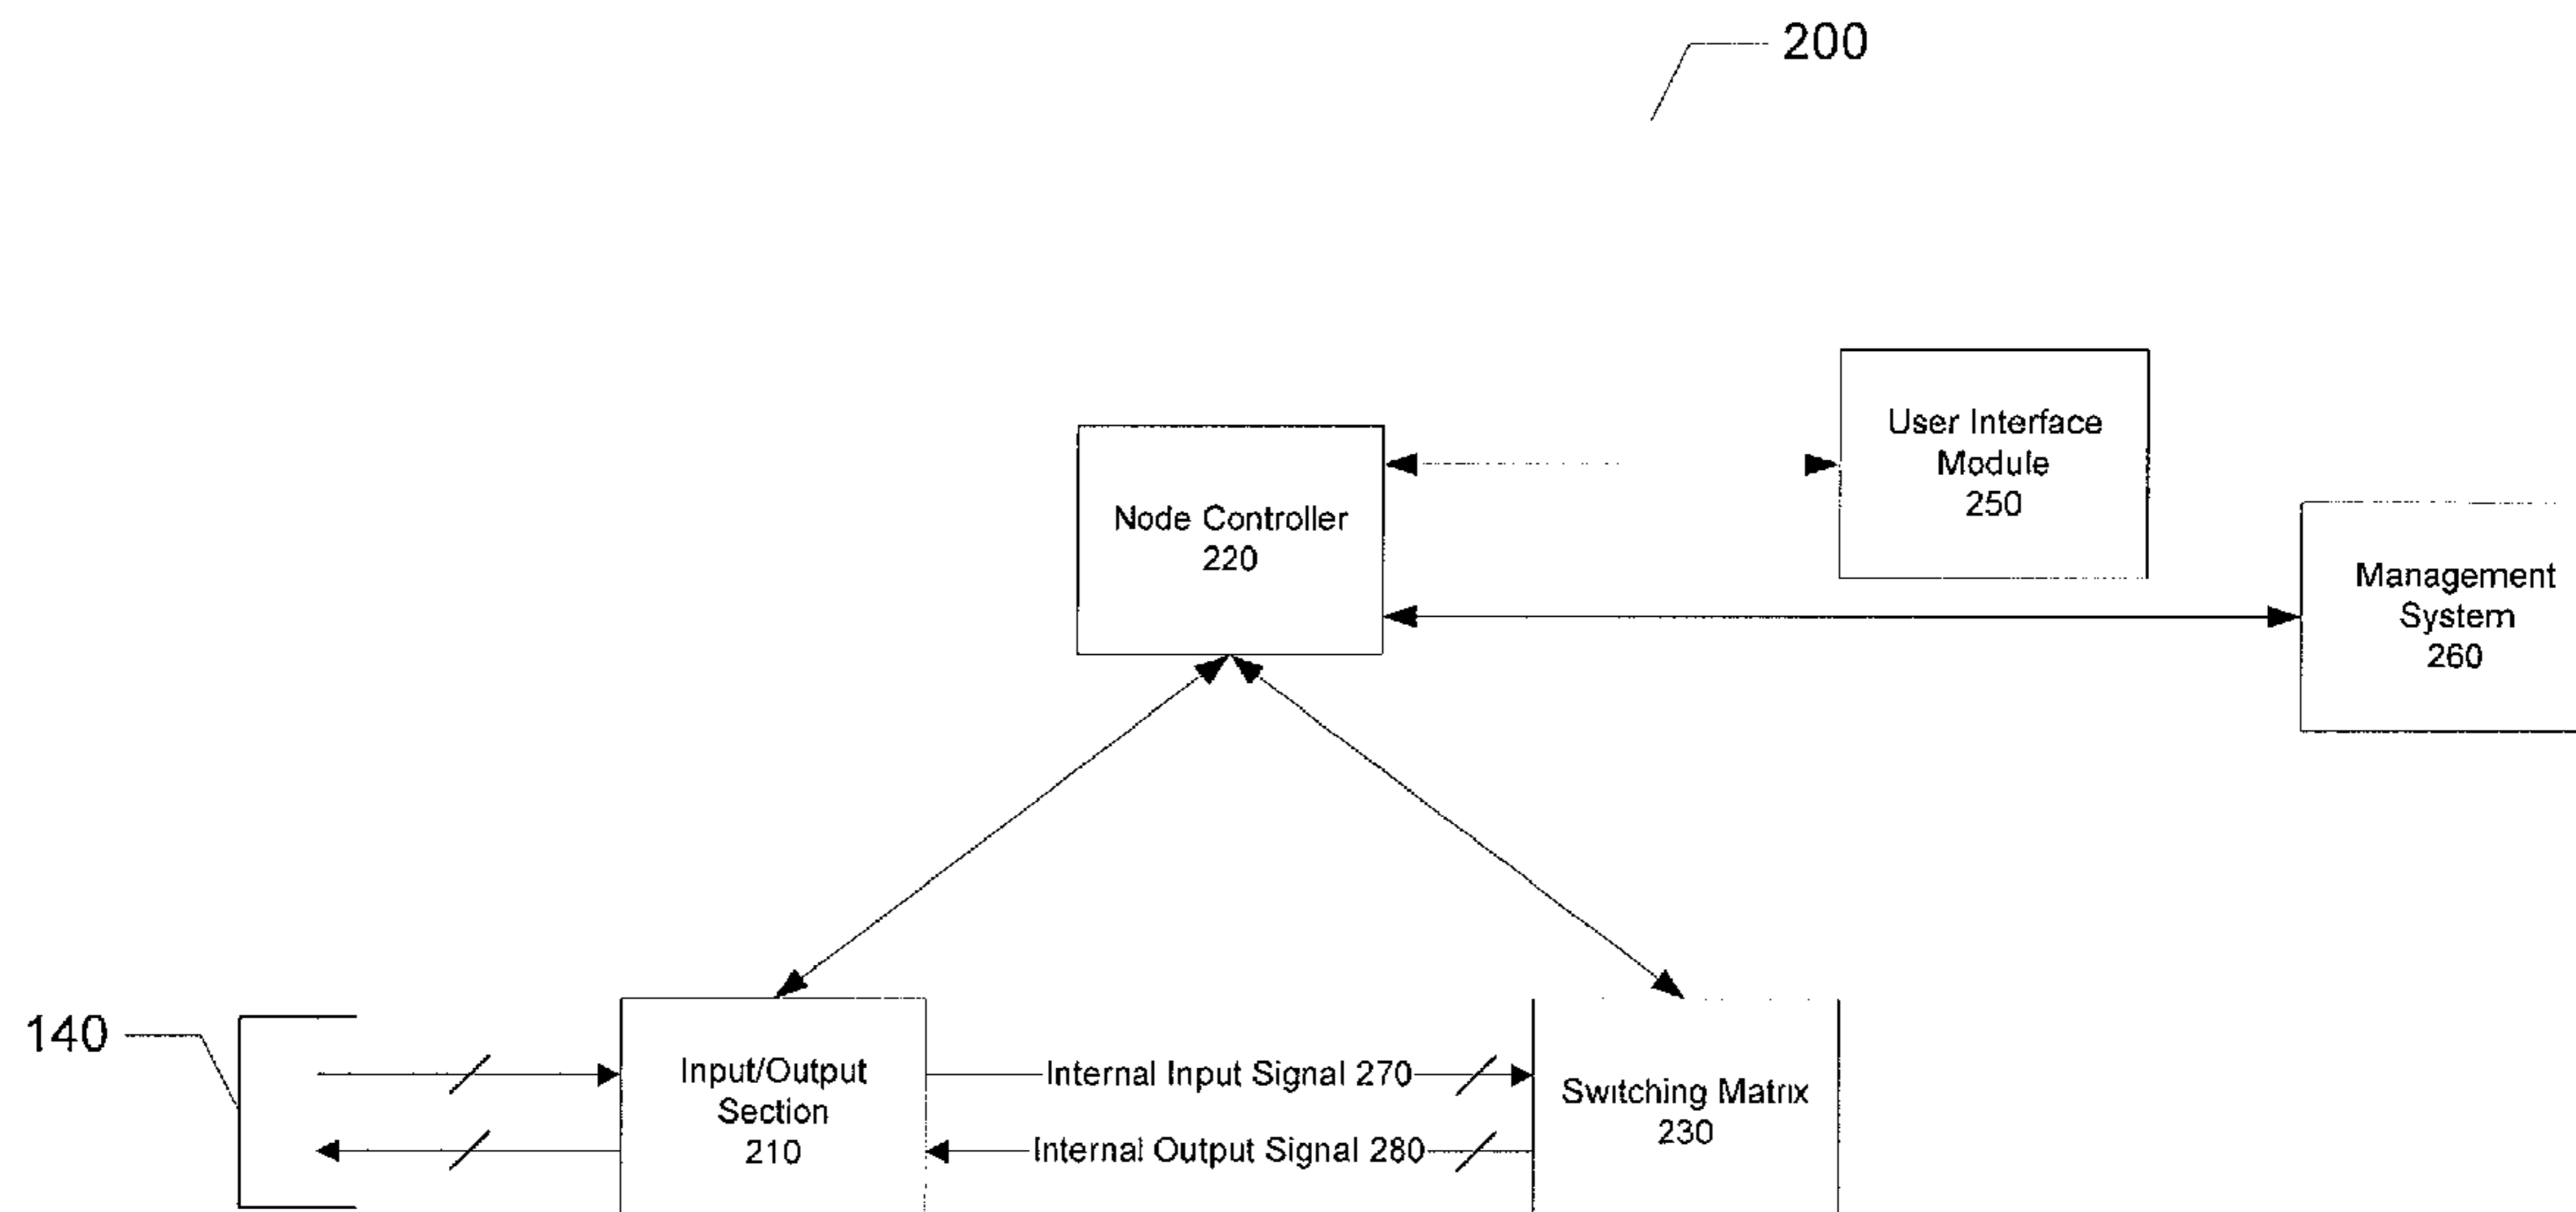 200
User Interface
Module
250
Node Controller
220
Management
System
260
140
Input/Output
Section
210
Internal Input Signal 270
Internal Output Signal 280
Switching Matrix
230